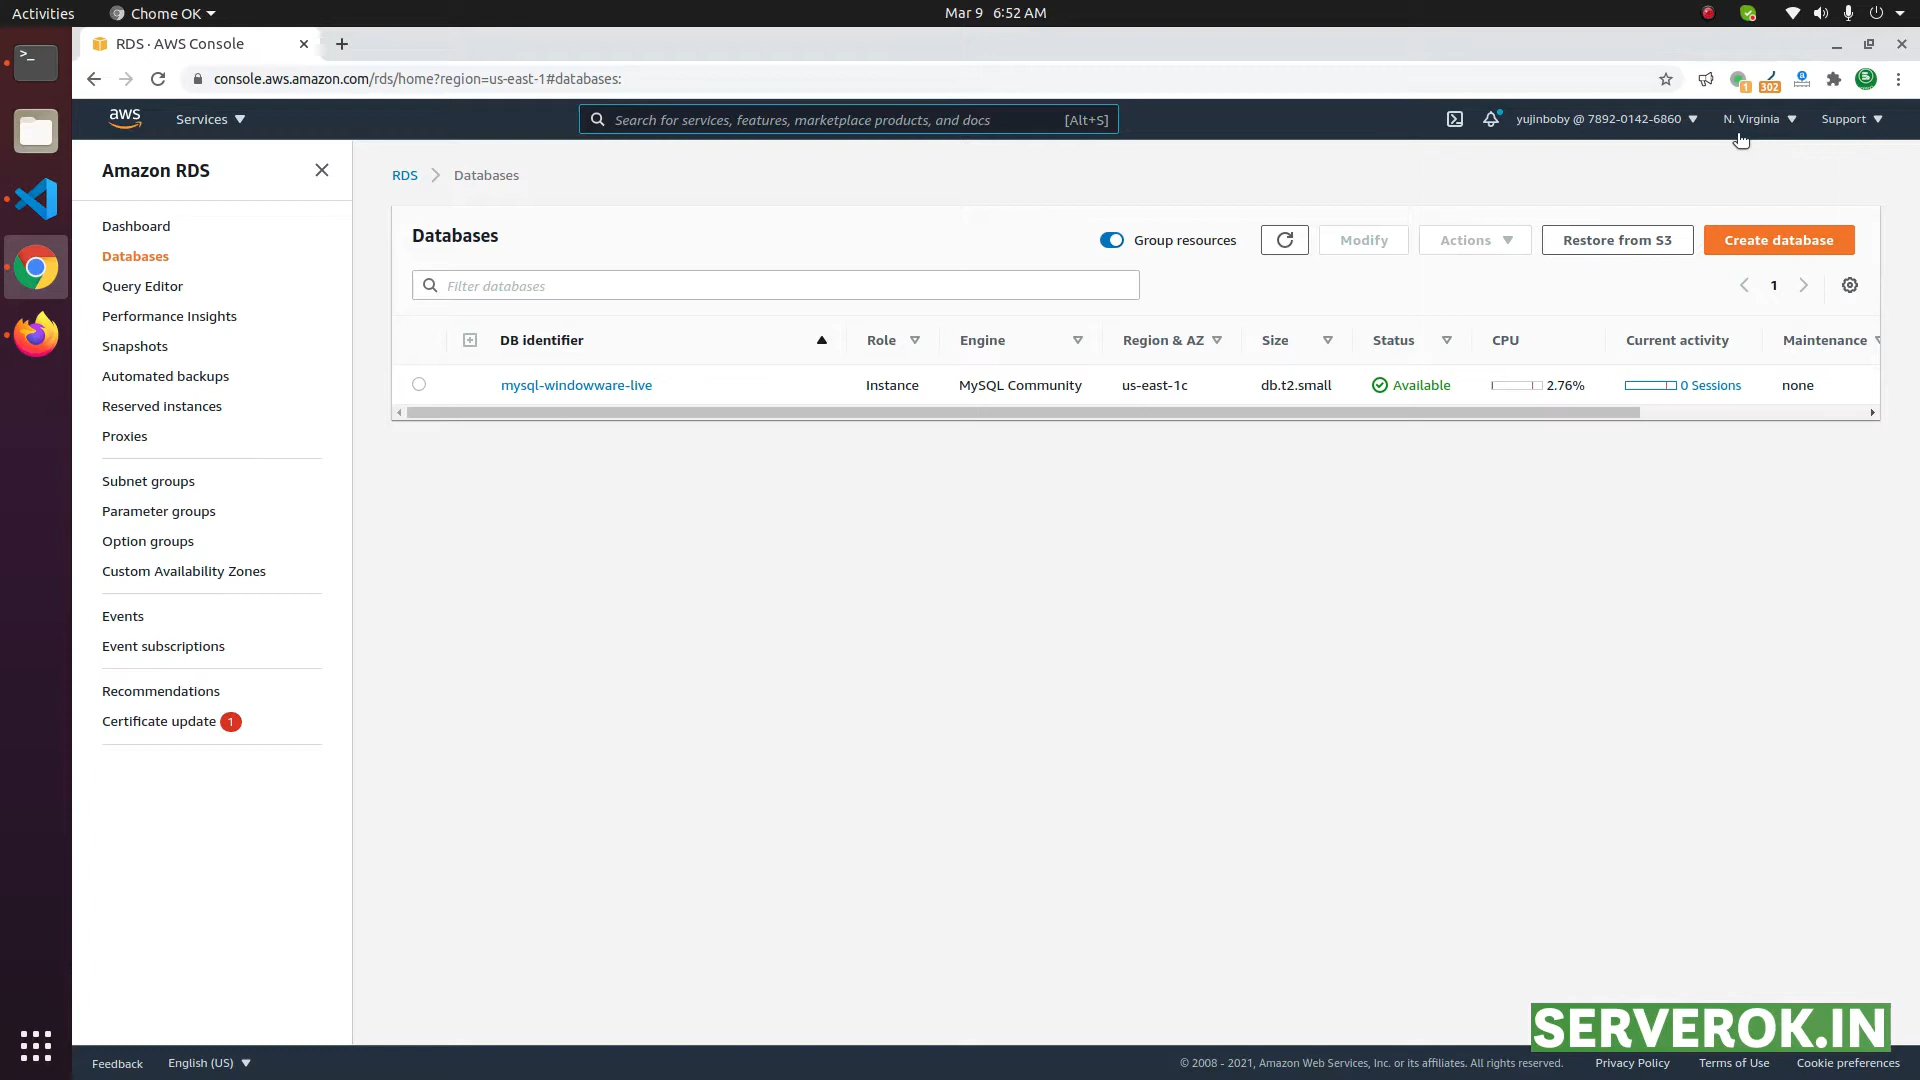 Activities
Chome OK
Mar 9 6:52 AM
RDS · AWS Console
console.aws.amazon.com/rds/home?region=us-east-1#databases:
1
302
aws
Services
Search for services, features, marketplace products, and docs
[Alt+S]
yujinboby @ 7892-0142-6860
N. Virginia
Support
Amazon RDS
Dashboard
Databases
Query Editor
Performance Insights
Snapshots
Automated backups
Reserved instances
Proxies
Subnet groups
Parameter groups
Option groups
Custom Availability Zones
Events
Event subscriptions
Recommendations
Certificate update 1
RDS
Databases
Databases
Group resources
Modify
Actions
Restore from S3
Create database
Filter databases
1
DB identifier
Role
Engine
Region & AZ
Size
Status
CPU
Current activity
Maintenance
mysql-windowware-live
Instance
MySQL Community
us-east-1c
db.t2.small
Available
2.76%
0 Sessions
none
SERVEROK.IN
Feedback
English (US)
© 2008 - 2021, Amazon Web Services, Inc. or its affiliates. All rights reserved.
Privacy Policy
Terms of Use
Cookie preferences